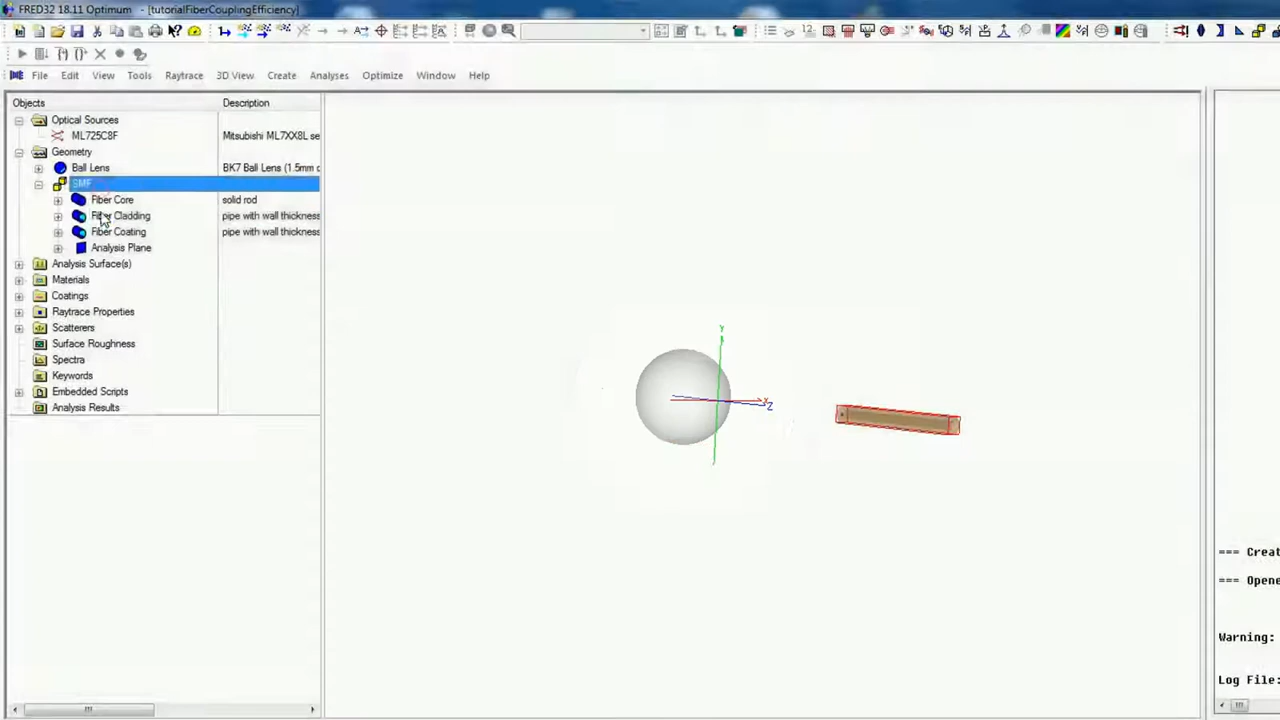 FRED32 18.11 Optimum - [tutorialFiberCouplingEfficiency]
File Edit View Tools Raytrace 3D View Create Analyses Optimize Window Help
Objects Description
Optical Sources
ML725C8F Mitsubishi ML7XX8L se
Geometry
Ball Lens BK7 Ball Lens (1.5mm
SMF
Fiber Core solid rod
Fiber Cladding pipe with wall thickness
Fiber Coating pipe with wall thickness
Analysis Plane
Analysis Surface(s)
Materials
Coatings
Raytrace Properties
Scatterers
Surface Roughness
Spectra
Keywords
Embedded Scripts
Analysis Results
Y
X
Z
=== Creat
=== Opene
Warning:
Log File: